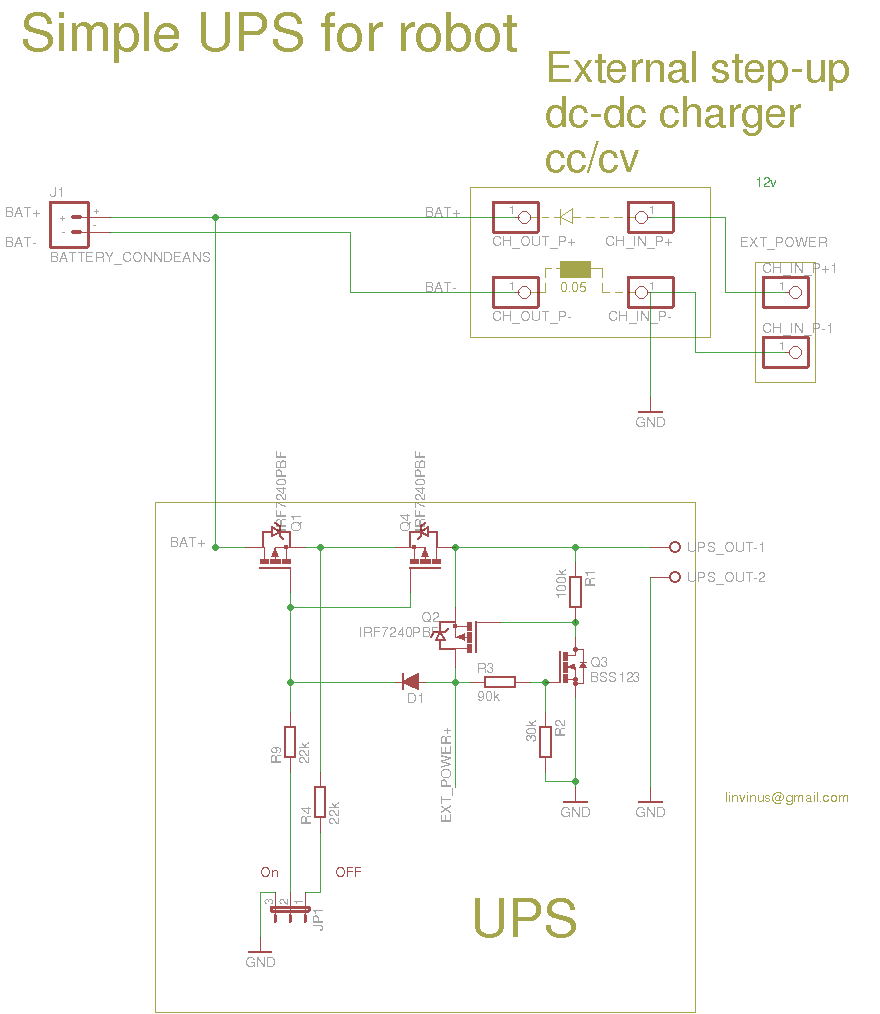 Simple UPS for robot
External step-up
dc-dc charger
cc/cv
12v
J1
BAT+
BAT-
+
-
+
-
BATTERY_CONNDEANS
BAT+
BAT-
1
CH_OUT_P+
1
CH_IN_P+
1
CH_OUT_P-
0.05
1
CH_IN_P-
EXT_POWER
CH_IN_P+1
1
CH_IN_P-1
1
GND
BAT+
IRF7240PBF
Q1
IRF7240PBF
Q4
UPS_OUT-1
UPS_OUT-2
100k
R1
Q2
IRF7240PBF
Q3
BSS123
D1
R3
90k
30k
R2
EXT_POWER+
R9
22k
R4
22k
GND
GND
linvinus@gmail.com
On
OFF
3
2
1
JP1
GND
UPS